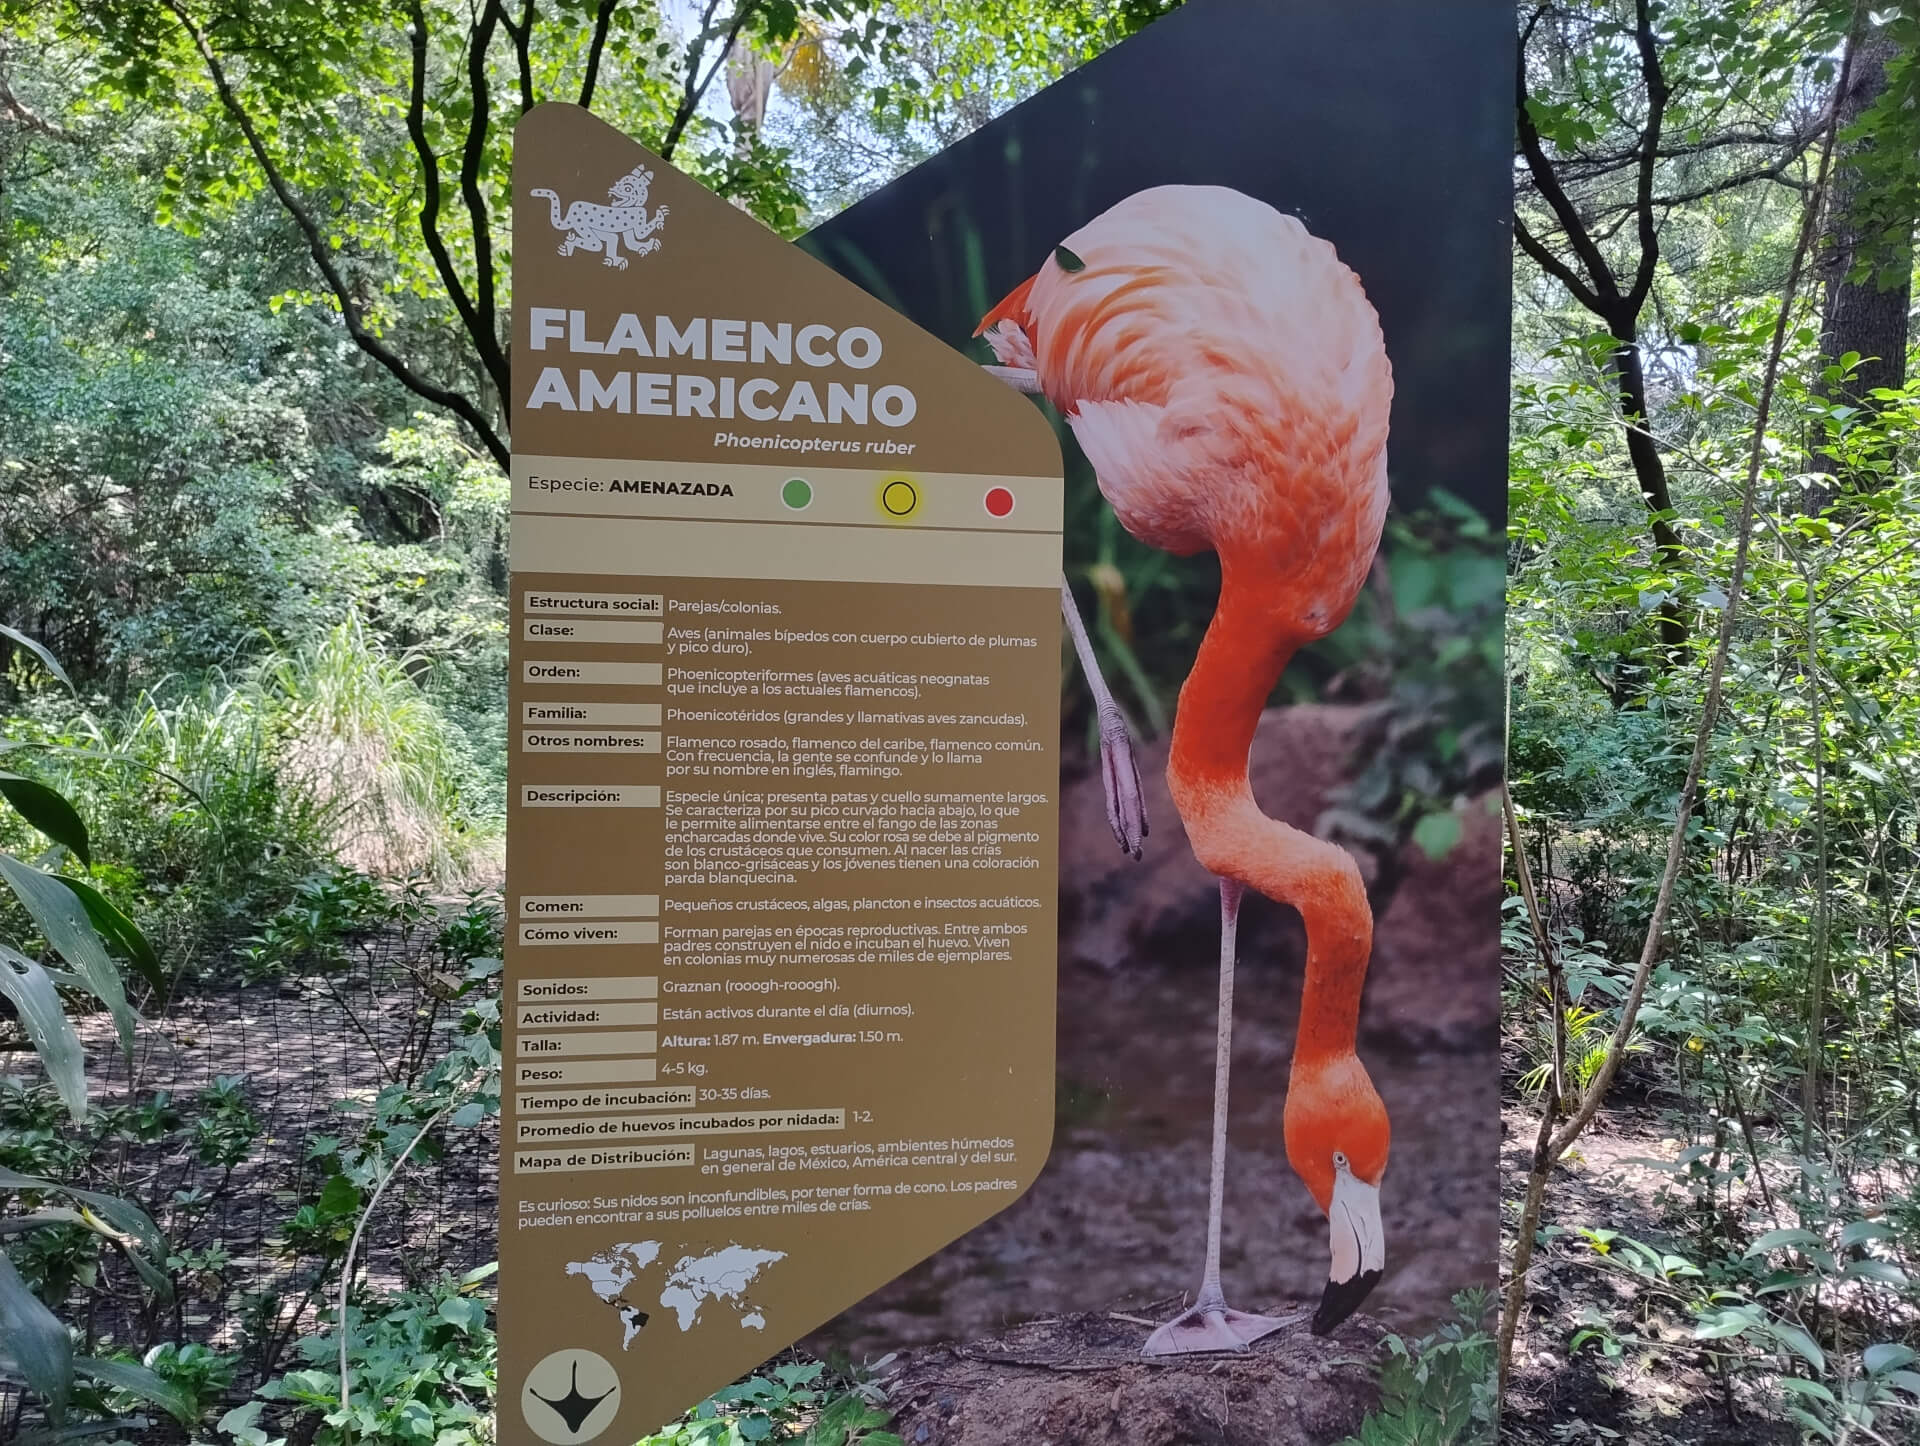 FLAMENCO
AMERICANO
Phoenicopterus ruber
Especie: AMENAZADA
Estructura social: Parejas/colonias.
Clase: Aves (animales bípedos con cuerpo cubierto de plumas
y pico duro).
Orden: Phoenicopteriformes (aves acuáticas neognatas
que incluye a los actuales flamencos).
Familia: Phoenicotéridos (grandes y llamativas aves zancudas).
Otros nombres: Flamenco rosado, flamenco del caribe, flamenco común.
Con frecuencia, la gente se confunde y lo llama
por su nombre en inglés, flamingo.
Descripción: Especie única; presenta patas y cuello sumamente largos.
Se caracteriza por su pico curvado hacia abajo, lo que
le permite alimentarse entre el fango de las zonas
encharcadas donde vive. Su color rosa se debe al pigmento
de los crustáceos que consumen. Al nacer las crías
son blanco-grisáceas y los jóvenes tienen una coloración
parda blanquecina.
Comen: Pequeños crustáceos, algas, plancton e insectos acuáticos.
Cómo viven: Forman parejas en épocas reproductivas. Entre ambos
padres construyen el nido e incuban el huevo. Viven
en colonias muy numerosas de miles de ejemplares.
Sonidos: Graznan (rooogh-rooogh).
Actividad: Están activos durante el día (diurnos).
Talla: Altura: 1.87 m. Envergadura: 1.50 m.
Peso: 4-5 kg.
Tiempo de incubación: 30-35 días.
Promedio de huevos incubados por nidada: 1-2.
Mapa de Distribución: Lagunas, lagos, estuarios, ambientes húmedos
en general de México, América central y del sur.
Es curioso: Sus nidos son inconfundibles, por tener forma de cono. Los padres
pueden encontrar a sus polluelos entre miles de crías.